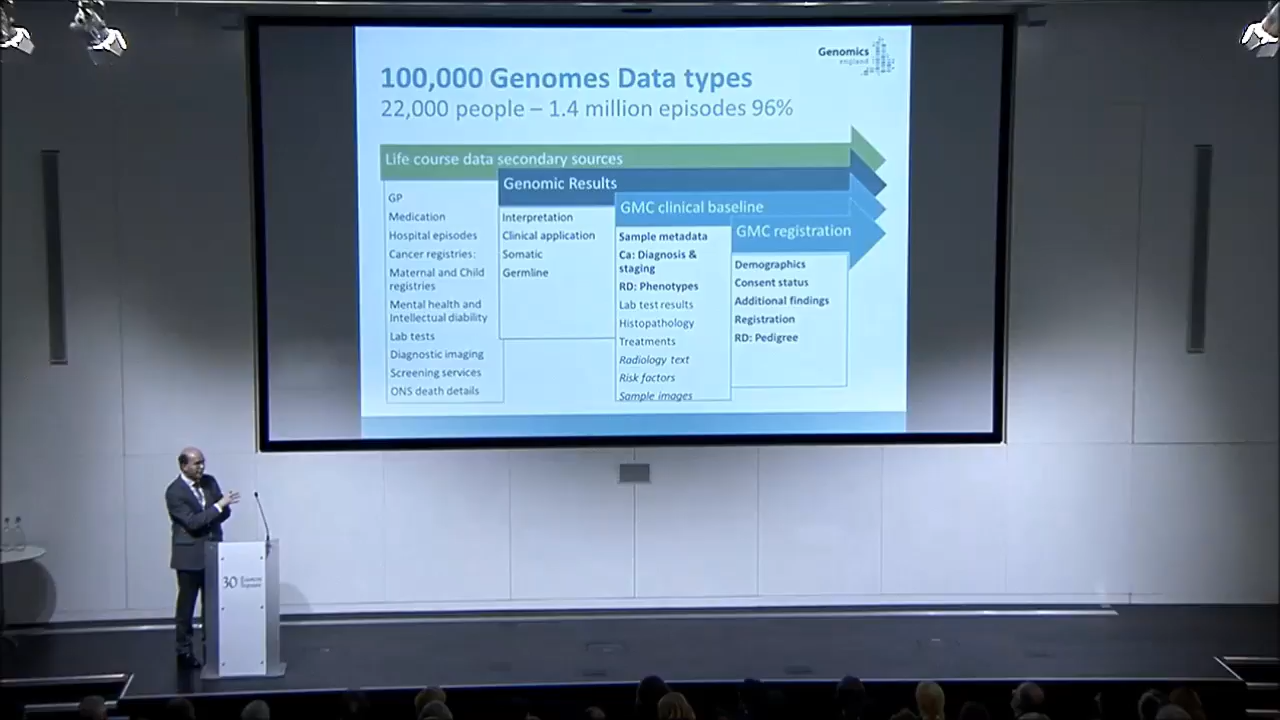 Genomics
england
100,000 Genomes Data types
22,000 people – 1.4 million episodes 96%
Life course data secondary sources
GP
Medication
Hospital episodes
Cancer registries:
Maternal and Child
registries
Mental health and
Intellectual diability
Lab tests
Diagnostic imaging
Screening services
ONS death details
Genomic Results
Interpretation
Clinical application
Somatic
Germline
GMC clinical baseline
Sample metadata
Ca: Diagnosis &
staging
RD: Phenotypes
Lab test results
Histopathology
Treatments
Radiology text
Risk factors
Sample images
GMC registration
Demographics
Consent status
Additional findings
Registration
RD: Pedigree
30